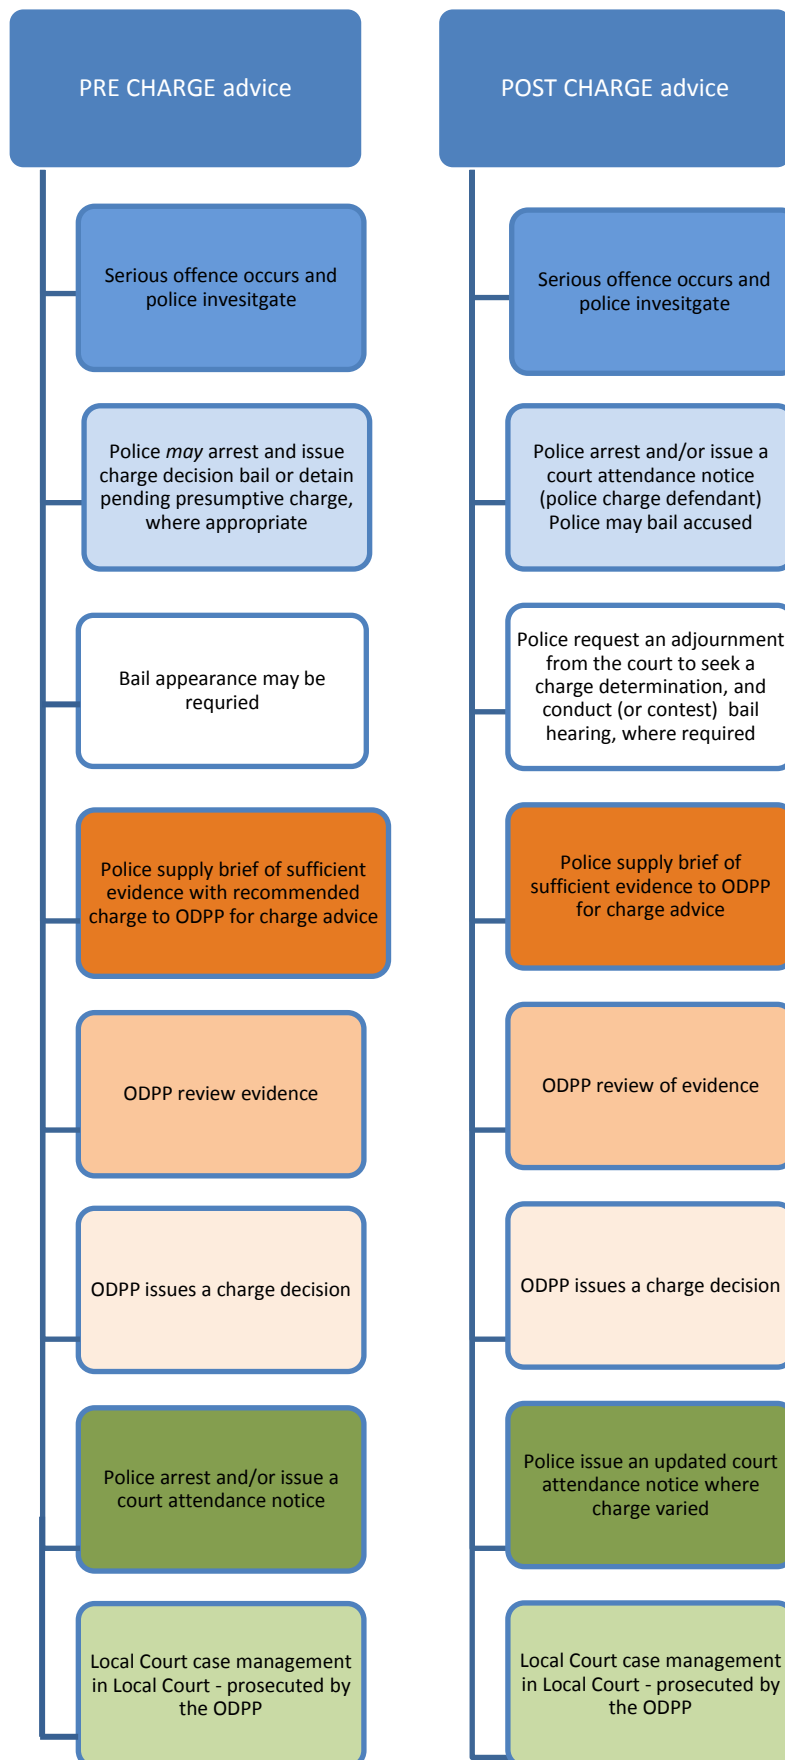 PRE CHARGE advice
Serious offence occurs and
police invesitgate
Police may arrest and issue
charge decision bail or detain
pending presumptive charge,
where appropriate
Bail appearance may be
requried
Police supply brief of sufficient
evidence with recommended
charge to ODPP for charge advice
ODPP review evidence
ODPP issues a charge decision
Police arrest and/or issue a
court attendance notice
Local Court case management
in Local Court - prosecuted by
the ODPP
POST CHARGE advice
Serious offence occurs and
police invesitgate
Police arrest and/or issue a
court attendance notice
(police charge defendant)
Police may bail accused
Police request an adjournment
from the court to seek a
charge determination, and
conduct (or contest) bail
hearing, where required
Police supply brief of
sufficient evidence to ODPP
for charge advice
ODPP review of evidence
ODPP issues a charge decision
Police issue an updated court
attendance notice where
charge varied
Local Court case management
in Local Court - prosecuted by
the ODPP